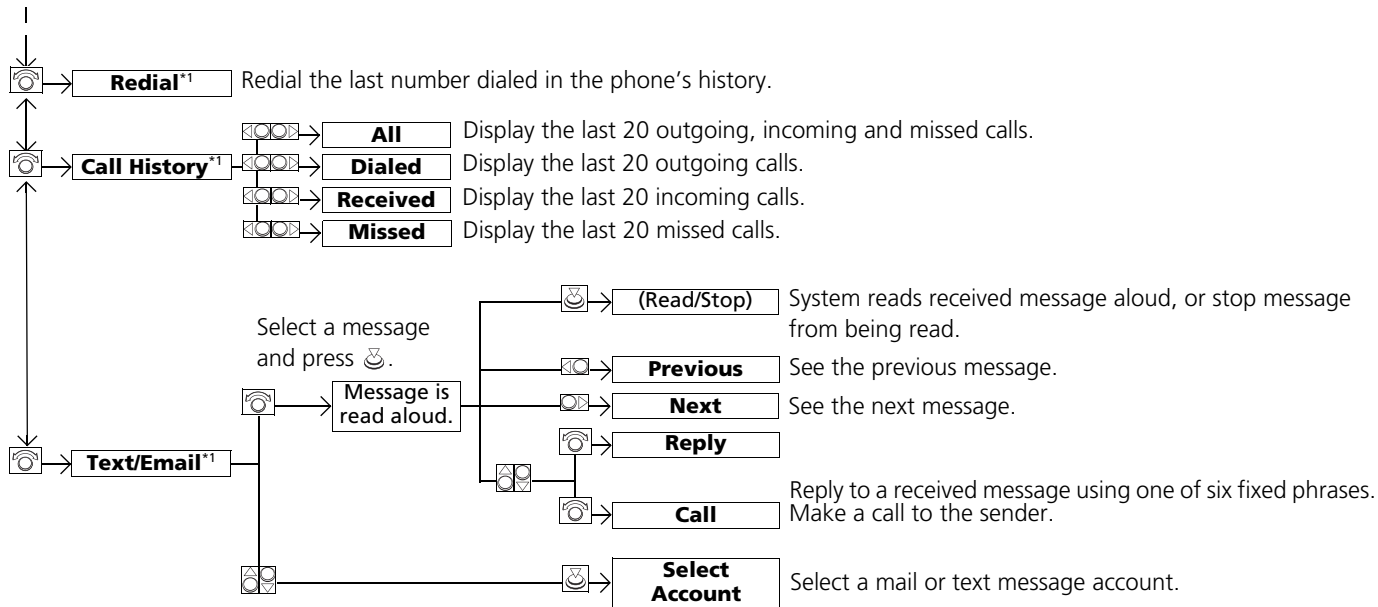 Redial*1 Redial the last number dialed in the phone's history.
Call History*1
All Display the last 20 outgoing, incoming and missed calls.
Dialed Display the last 20 outgoing calls.
Received Display the last 20 incoming calls.
Missed Display the last 20 missed calls.
Text/Email*1
Select a message
and press .
Message is
read aloud.
(Read/Stop) System reads received message aloud, or stop message
from being read.
Previous See the previous message.
Next See the next message.
Reply
Reply to a received message using one of six fixed phrases.
Call Make a call to the sender.
Select
Account
Select a mail or text message account.